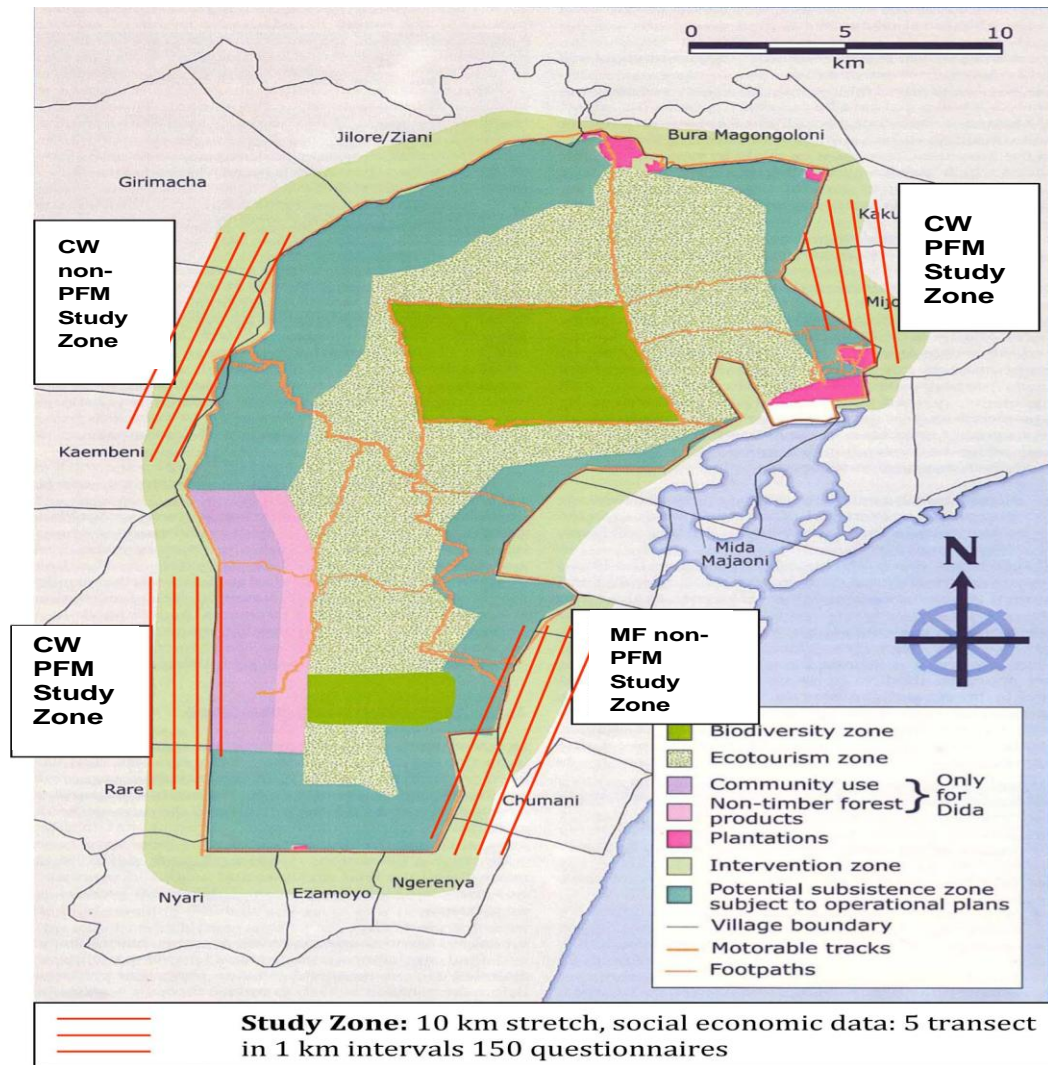 0
5
10
km
Jilore/Ziani
Bura Magongoloni
Girimacha
CW
non-
PFM
Study
Zone
Kaku
CW
PFM
Study
Zone
Kaembeni
Mida
Majaoni
N
CW
PFM
Study
Zone
MF non-
PFM
Study
Zone
Rare
Chumani
Nyari
Ezamoyo
Ngerenya
Biodiversity zone
Ecotourism zone
Community use
Non-timber forest
products
Only
for
Dida
Plantations
Intervention zone
Potential subsistence zone
subject to operational plans
Village boundary
Motorable tracks
Footpaths
Study Zone: 10 km stretch, social economic data: 5 transect
in 1 km intervals 150 questionnaires